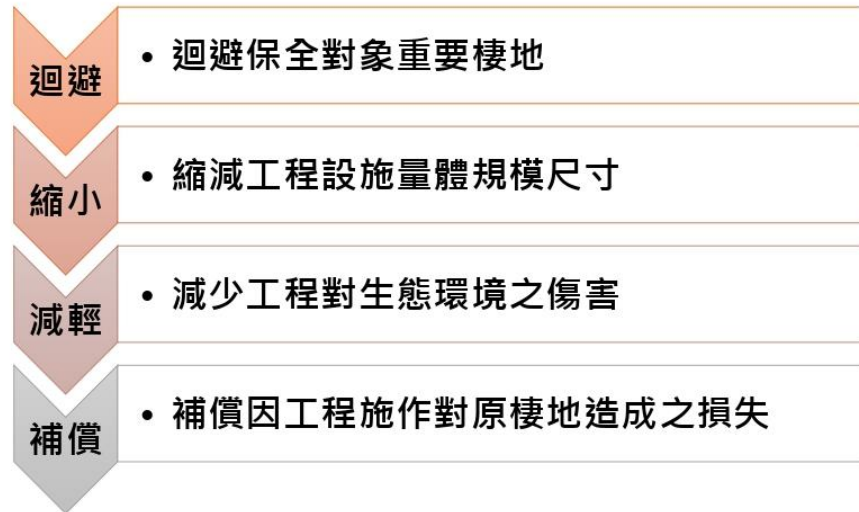 迴避
• 迴避保全對象重要棲地
縮小
• 縮減工程設施量體規模尺寸
減輕
• 減少工程對生態環境之傷害
補償
• 補償因工程施作對原棲地造成之損失